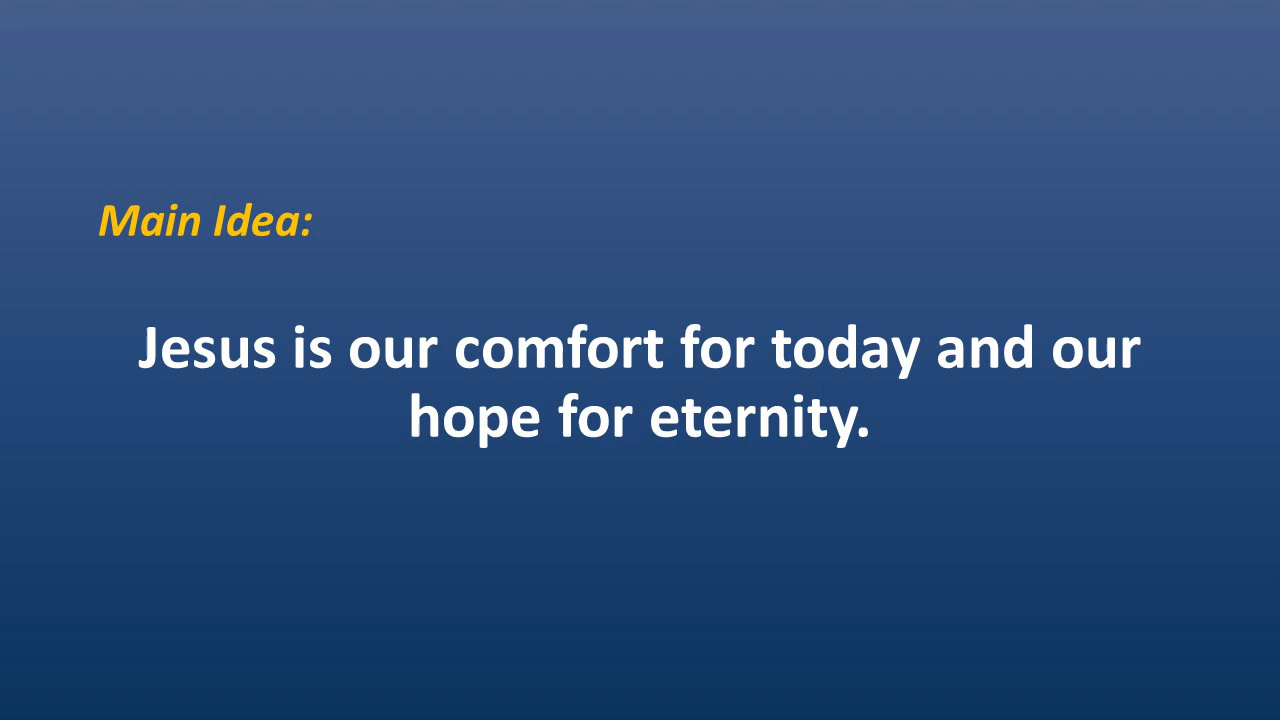 Main Idea:
Jesus is our comfort for today and our
hope for eternity.